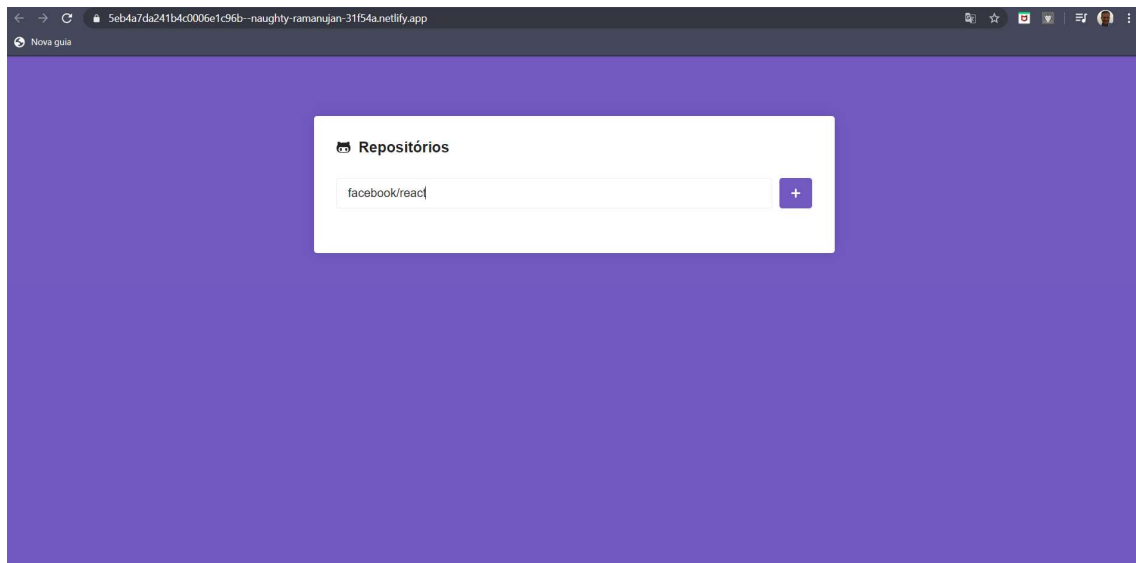 5eb4a7da241b4c0006e1c96b--naughty-ramanujan-31f54a.netlify.app
Nova guia
Repositórios
facebook/react
+